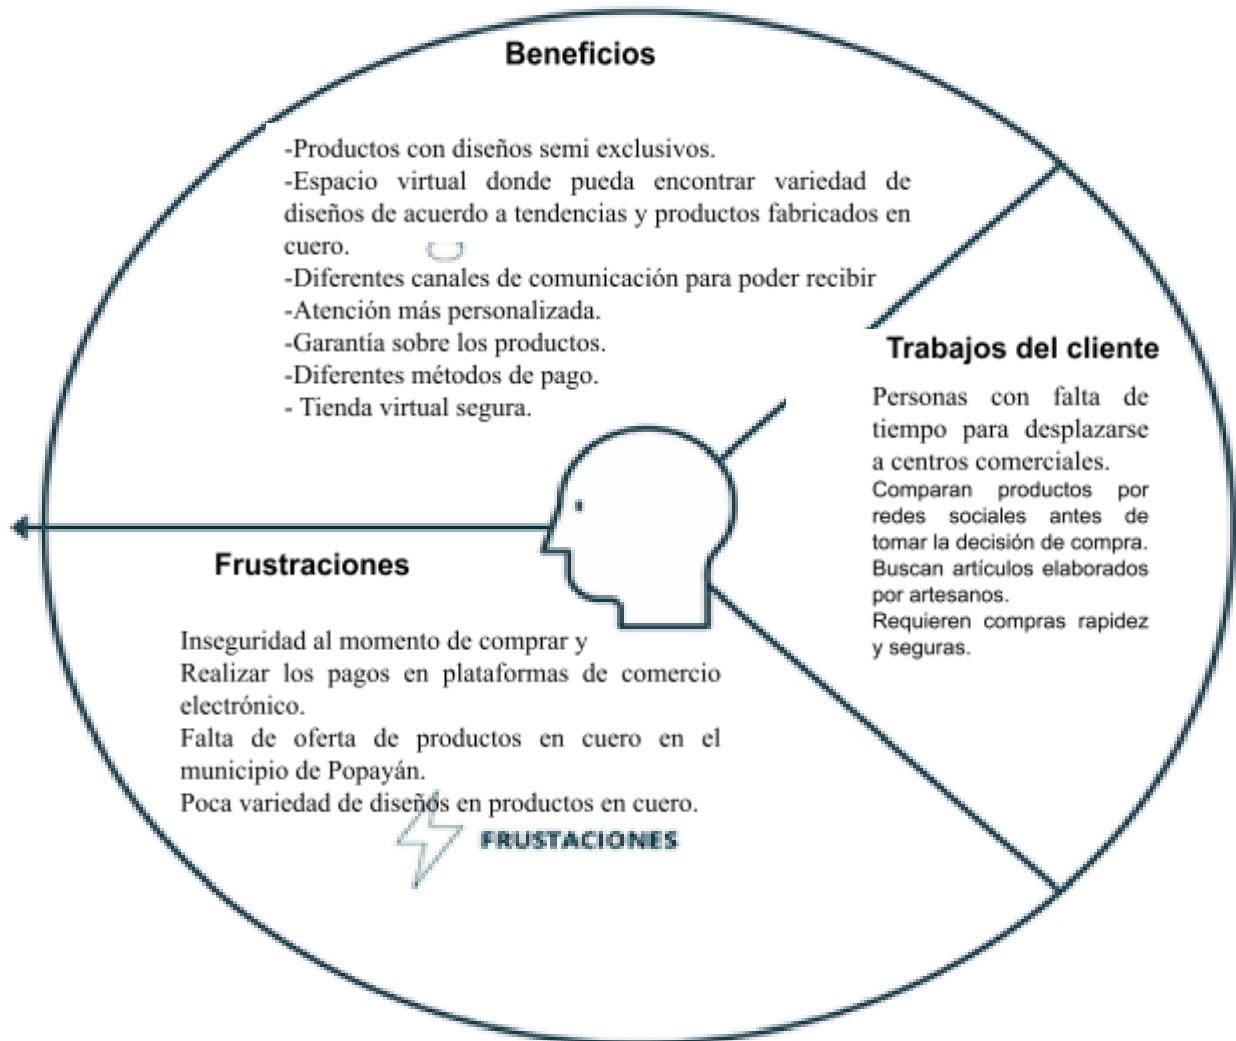 Beneficios
-Productos con diseños semi exclusivos.
-Espacio virtual donde pueda encontrar variedad de
diseños de acuerdo a tendencias y productos fabricados en
cuero.
-Diferentes canales de comunicación para poder recibir
-Atención más personalizada.
-Garantía sobre los productos.
-Diferentes métodos de pago.
- Tienda virtual segura.
Trabajos del cliente
Personas con falta de
tiempo para desplazarse
a centros comerciales.
Comparan productos por
redes sociales antes de
tomar la decisión de compra.
Buscan artículos elaborados
por artesanos.
Requieren compras rapidez
y seguras.
Frustraciones
Inseguridad al momento de comprar y
Realizar los pagos en plataformas de comercio
electrónico.
Falta de oferta de productos en cuero en el
municipio de Popayán.
Poca variedad de diseños en productos en cuero.
FRUSTACIONES